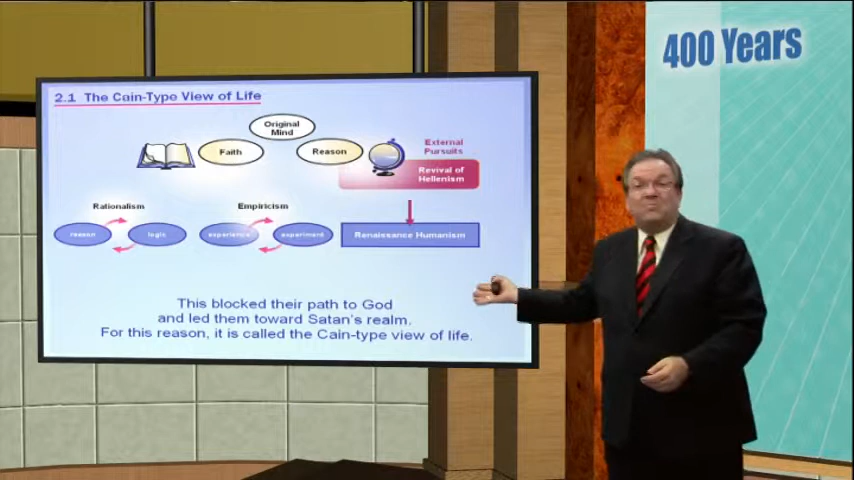 400 Years
2.1 The Cain-Type View of Life
Original
Mind
Faith
Reason
External
Pursuits
Revival of
Hellenism
Rationalism
Empiricism
reason
logic
experience
experiment
Renaissance Humanism
This blocked their path to God
and led them toward Satan's realm.
For this reason, it is called the Cain-type view of life.